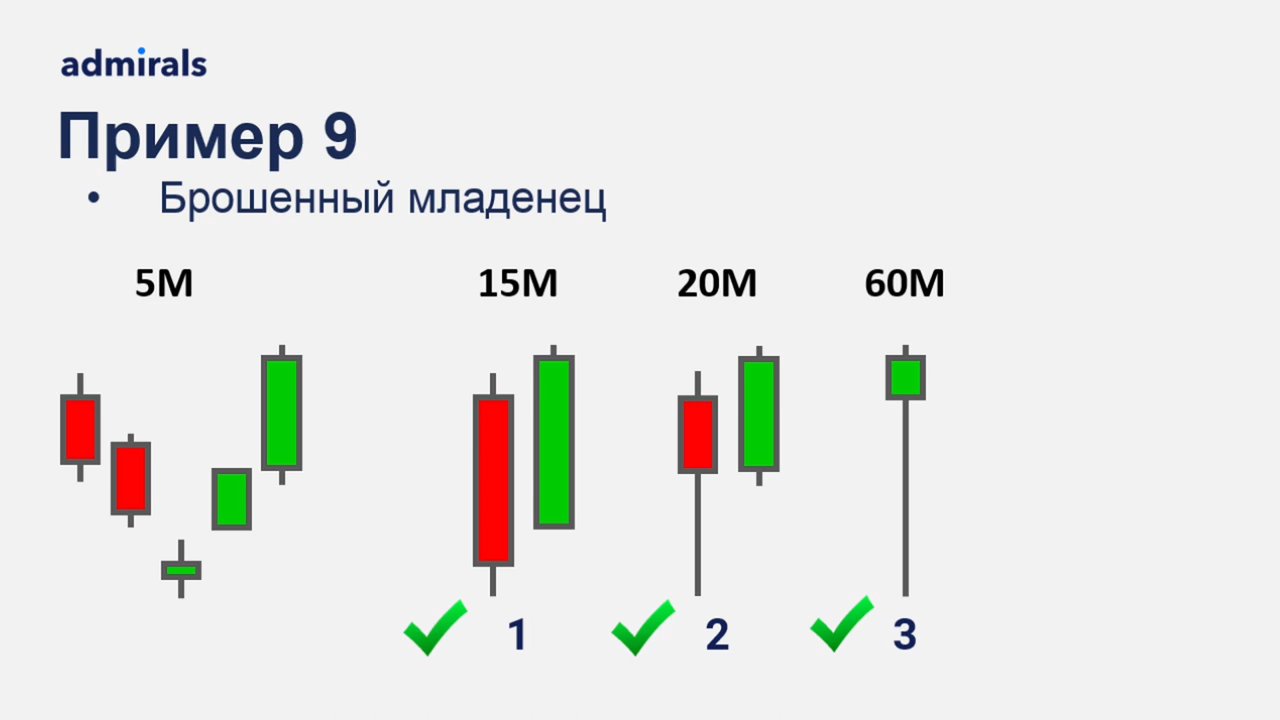 admirals
Пример 9
• Брошенный младенец
5M 15M 20M 60M
1 2 3